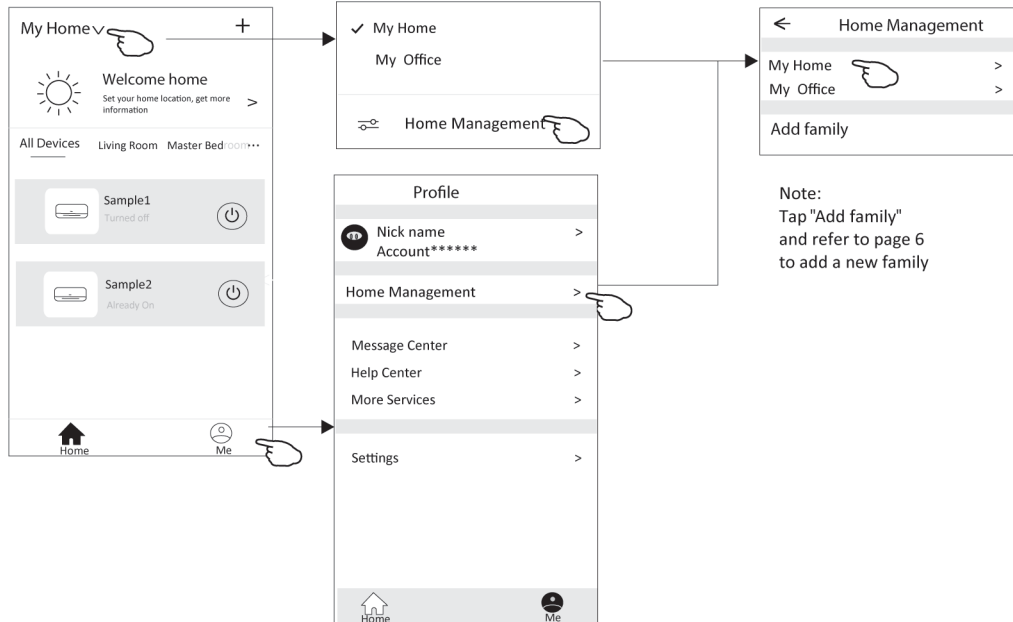 My Home
+
Welcome home
Set your home location, get more
information
>
All Devices Living Room Master Bedroom...
Sample1
Turned off
Sample2
Already On
Home Me
✓ My Home
My Office
Home Management
Profile
Nick name >
Account******
Home Management >
Message Center >
Help Center >
More Services >
Settings >
Home Me
← Home Management
My Home >
My Office >
Add family
Note:
Tap "Add family"
and refer to page 6
to add a new family